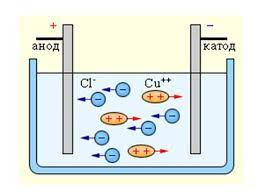 + −
анод катод
Cl⁻ Cu⁺⁺
− −
− + +
+ + −
−
− + +